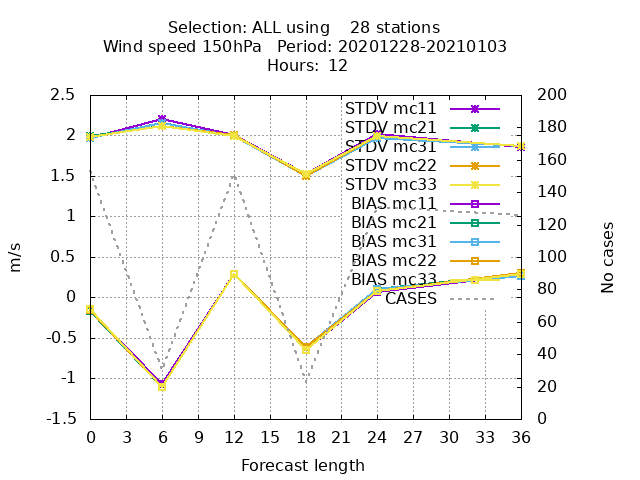 Selection: ALL using    28 stations
Wind speed 150hPa   Period: 20201228-20210103
Hours:  12
2.5
2
1.5
1
0.5
0
-0.5
-1
-1.5
200
180
160
140
120
100
80
60
40
20
0
0 3 6 9 12 15 18 21 24 27 30 33 36
m/s
No cases
Forecast length
STDV mc11
STDV mc21
STDV mc31
STDV mc22
STDV mc33
BIAS mc11
BIAS mc21
BIAS mc31
BIAS mc22
BIAS mc33
CASES